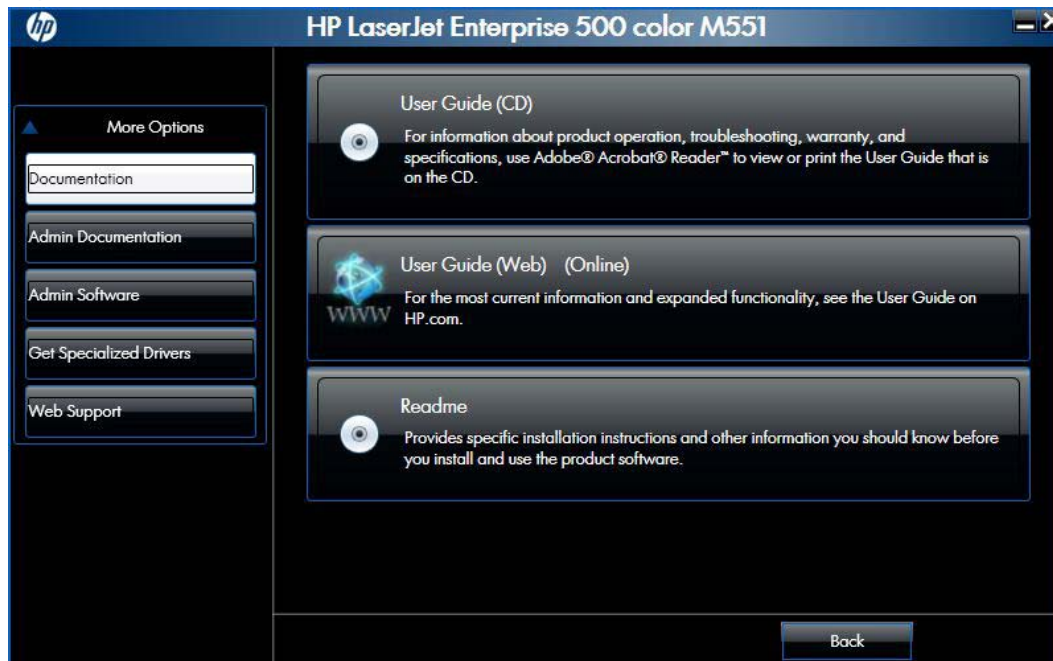 hp
HP LaserJet Enterprise 500 color M551
More Options
Documentation
Admin Documentation
Admin Software
Get Specialized Drivers
Web Support
User Guide (CD)
For information about product operation, troubleshooting, warranty, and
specifications, use Adobe® Acrobat® Reader™ to view or print the User Guide that is
on the CD.
User Guide (Web) (Online)
For the most current information and expanded functionality, see the User Guide on
HP.com.
WWW
Readme
Provides specific installation instructions and other information you should know before
you install and use the product software.
Back